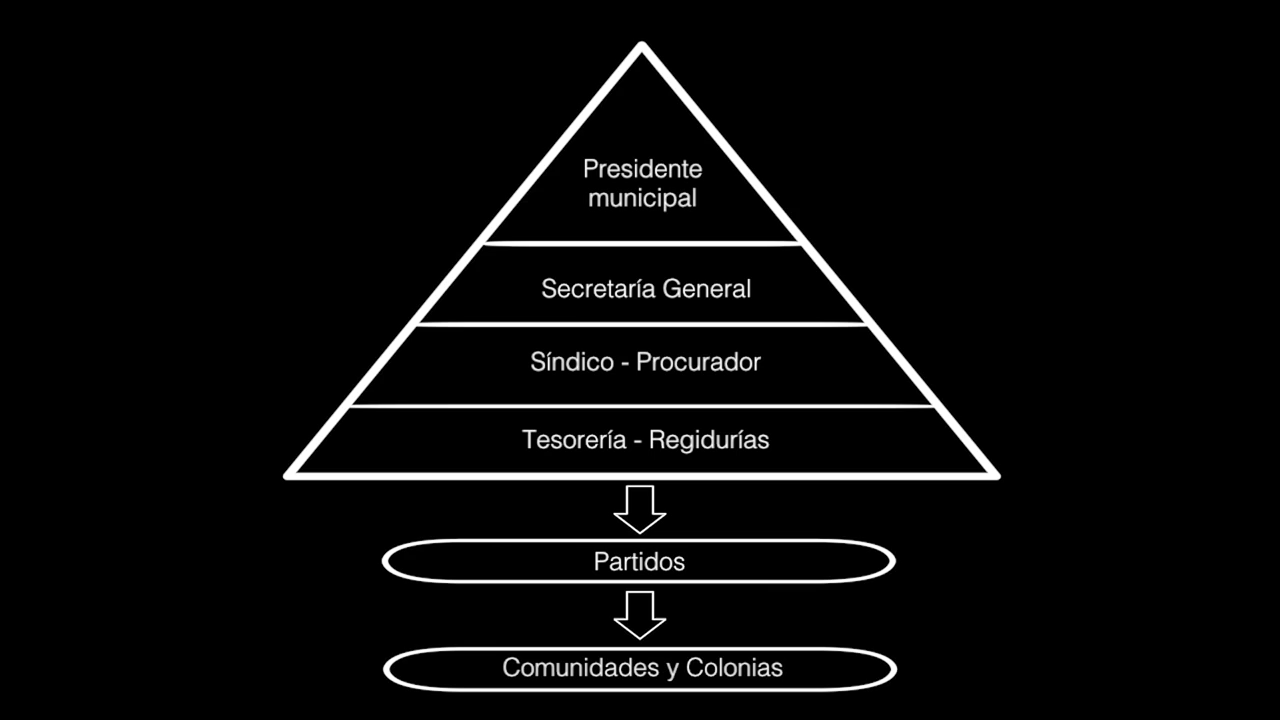 Presidente
municipal
Secretaría General
Síndico - Procurador
Tesorería - Regidurías
Partidos
Comunidades y Colonias